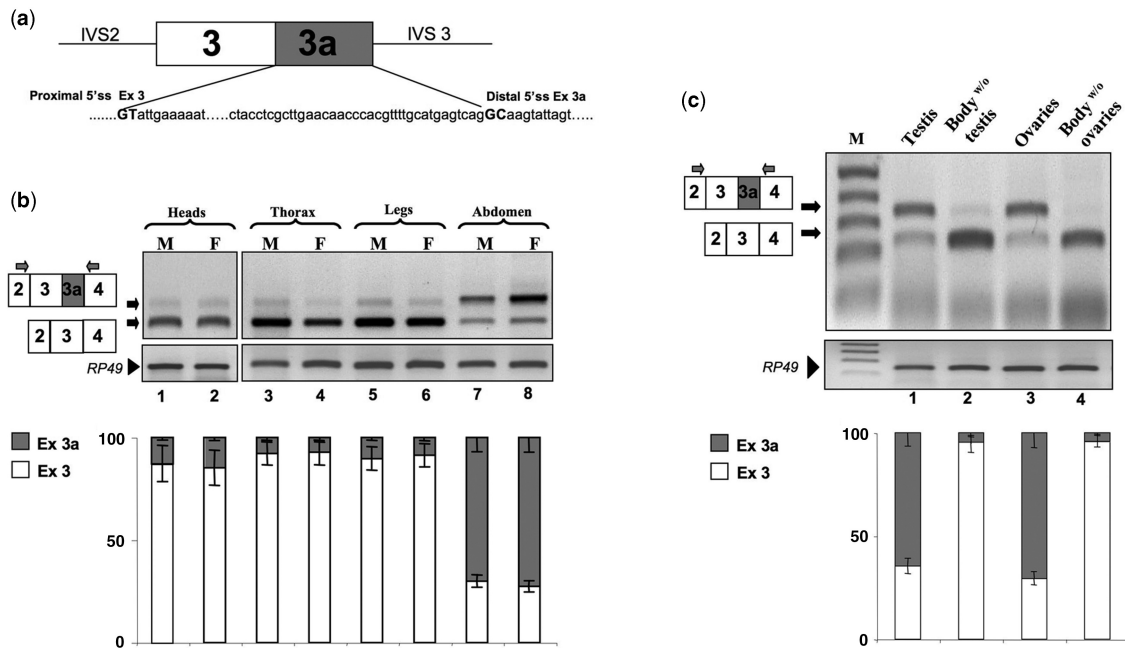 (a)
IVS2 3 3a IVS 3
Proximal 5'ss Ex 3 Distal 5'ss Ex 3a
.......GTattgaaaaat.....ctacctcgcttgaacaacccacgttttgcatgagtcagGCaagtattagt.....
(b)
Heads Thorax Legs Abdomen
M F M F M F M F
2 3 3a 4
2 3 4
RP49
1 2 3 4 5 6 7 8
Ex 3a
Ex 3
100
50
0
(c)
M Testis Body w/o testis Ovaries Body w/o ovaries
2 3 3a 4
2 3 4
RP49
1 2 3 4
Ex 3a
Ex 3
100
50
0